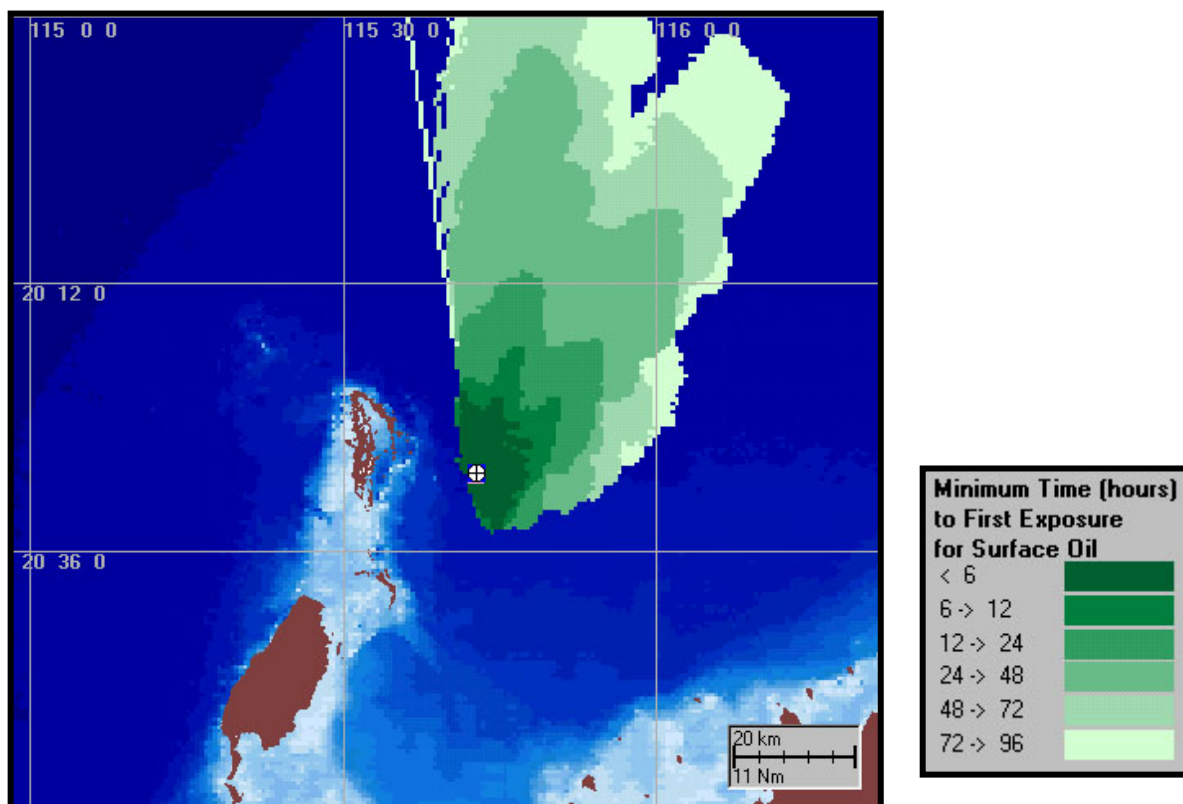 115 0 0
115 30 0
116 0 0
20 12 0
20 36 0
20 km
11 Nm
Minimum Time (hours)
to First Exposure
for Surface Oil
< 6
6 -> 12
12 -> 24
24 -> 48
48 -> 72
72 -> 96